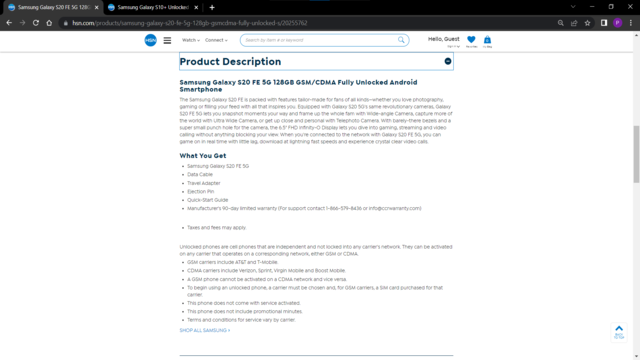 Samsung Galaxy S20 FE 5G 128G
Samsung Galaxy S10+ Unlocked
hsn.com/products/samsung-galaxy-s20-fe-5g-128gb-gsmcdma-fully-unlocked-s/20255762
HSN
Watch
Connect
Search by item # or keyword
Hello, Guest
Product Description
Samsung Galaxy S20 FE 5G 128GB GSM/CDMA Fully Unlocked Android
Smartphone
The Samsung Galaxy S20 FE is packed with features tailor-made for fans of all kinds—whether you love photography,
gaming or filling your feed with all that inspires you. Equipped with Galaxy S20 5G's same revolutionary cameras, Galaxy
S20 FE 5G lets you snapshot moments your way and frame up the whole fam with Wide-angle Camera, capture more
of the world with Ultra Wide Camera, or get up close and personal with Telephoto Camera. With barely-there bezels and a
super small punch hole for the camera, the 6.5" FHD Infinity-O Display lets you dive into gaming, streaming and video
calling without anything blocking your view. When you're connected to the network with Galaxy S20 FE 5G, you can
game on in real time with little lag, download at lightning fast speeds and experience crystal clear video calls.
What You Get
Samsung Galaxy S20 FE 5G
Data Cable
Travel Adapter
Ejection Pin
Quick-Start Guide
Manufacturer's 90-day limited warranty (For support contact 1-866-579-8436 or info@ccrwarranty.com)
Taxes and fees may apply.
Unlocked phones are cell phones that are independent and not locked into any carrier's network. They can be activated
on any carrier that operates on a corresponding network, either GSM or CDMA.
GSM carriers include AT&T and T-Mobile.
CDMA carriers include Verizon, Sprint, Virgin Mobile and Boost Mobile.
A GSM phone cannot be activated on a CDMA network and vice versa.
To begin using an unlocked phone, a carrier must be chosen and, for GSM carriers, a SIM card purchased for that
carrier.
This phone does not come with service activated.
This phone does not include promotional minutes.
Terms and conditions for service vary by carrier.
SHOP ALL SAMSUNG >
BACK
TO TOP